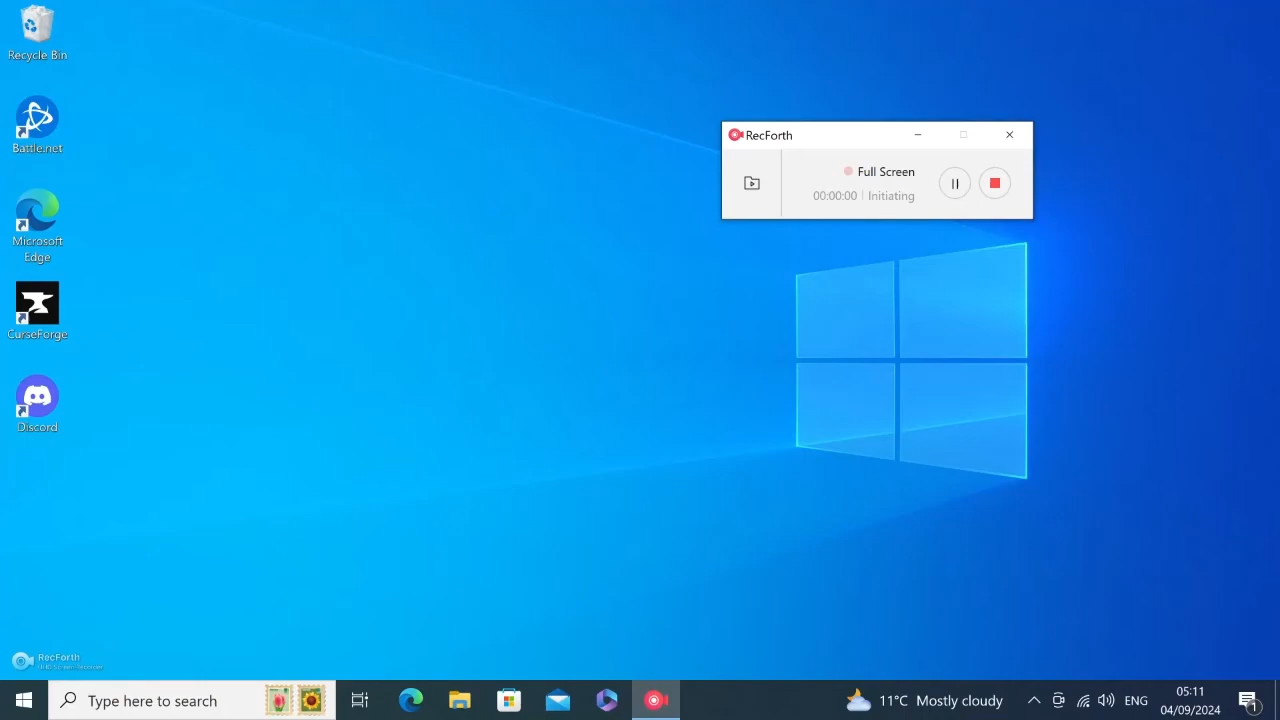 Recycle Bin
Battle.net
Microsoft
Edge
CurseForge
Discord
RecForth
Full Screen
00:00:00 | Initiating
RecForth
Type here to search
11°C Mostly cloudy
ENG
05:11
04/09/2024
1